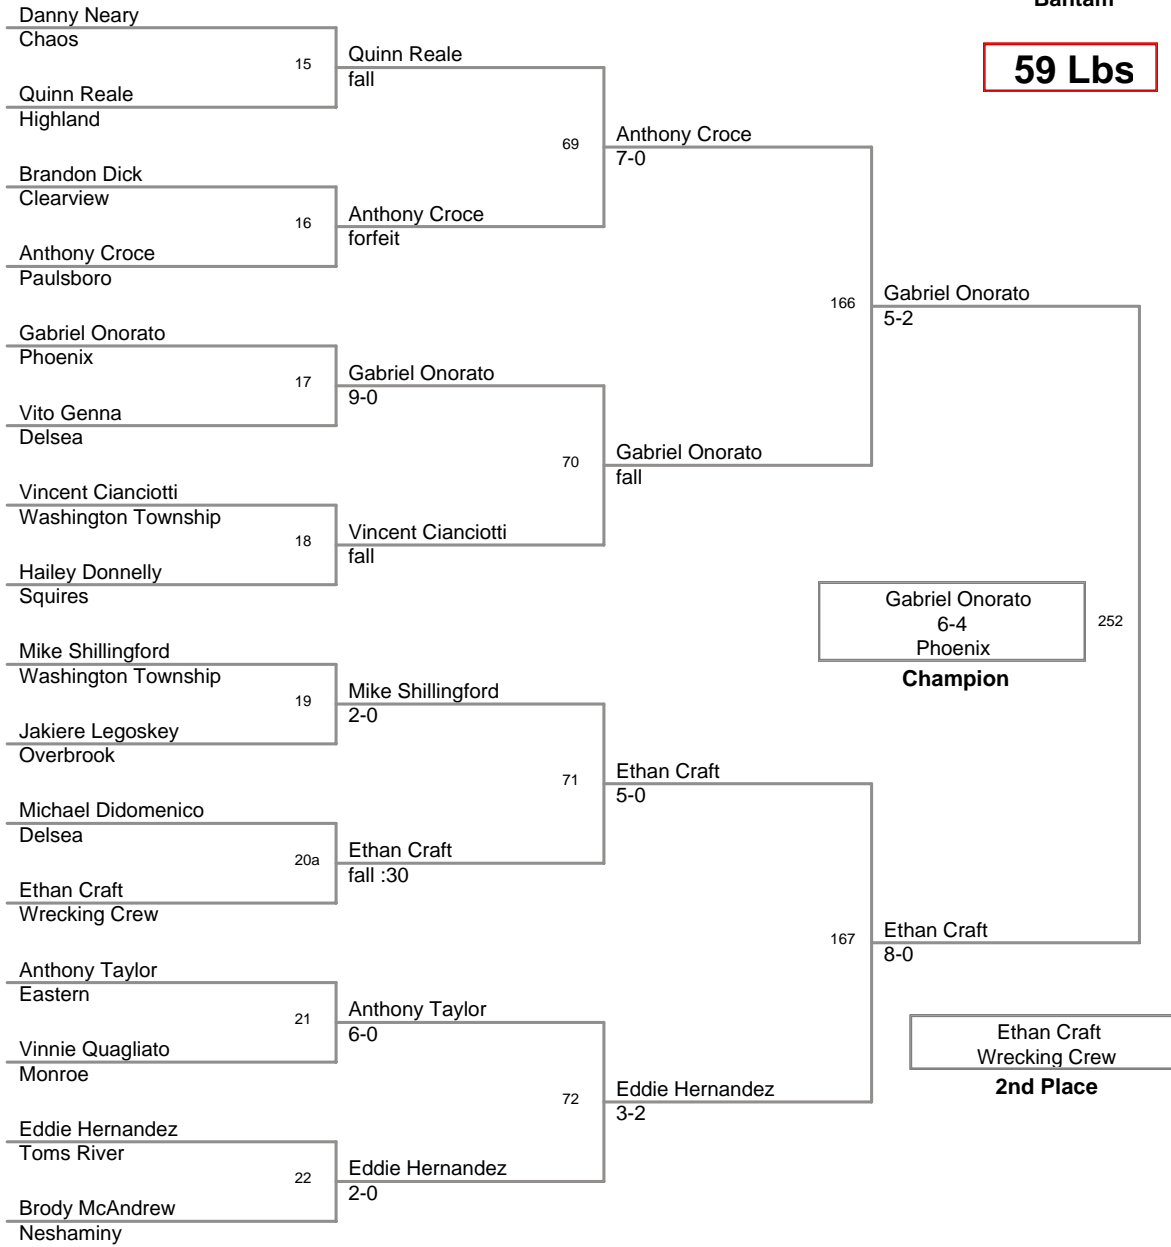 Bantam
59 Lbs
Danny Neary
Chaos
15
Quinn Reale
fall
Quinn Reale
Highland
69
Anthony Croce
7-0
Brandon Dick
Clearview
16
Anthony Croce
forfeit
Anthony Croce
Paulsboro
166
Gabriel Onorato
5-2
Gabriel Onorato
Phoenix
17
Gabriel Onorato
9-0
Vito Genna
Delsea
70
Gabriel Onorato
fall
Vincent Cianciotti
Washington Township
18
Vincent Cianciotti
fall
Hailey Donnelly
Squires
Gabriel Onorato
6-4
Phoenix
252
Champion
Mike Shillingford
Washington Township
19
Mike Shillingford
2-0
Jakiere Legoskey
Overbrook
71
Ethan Craft
5-0
Michael Didomenico
Delsea
20a
Ethan Craft
fall :30
Ethan Craft
Wrecking Crew
167
Ethan Craft
8-0
Anthony Taylor
Eastern
21
Anthony Taylor
6-0
Vinnie Quagliato
Monroe
Ethan Craft
Wrecking Crew
2nd Place
72
Eddie Hernandez
3-2
Eddie Hernandez
Toms River
22
Eddie Hernandez
2-0
Brody McAndrew
Neshaminy